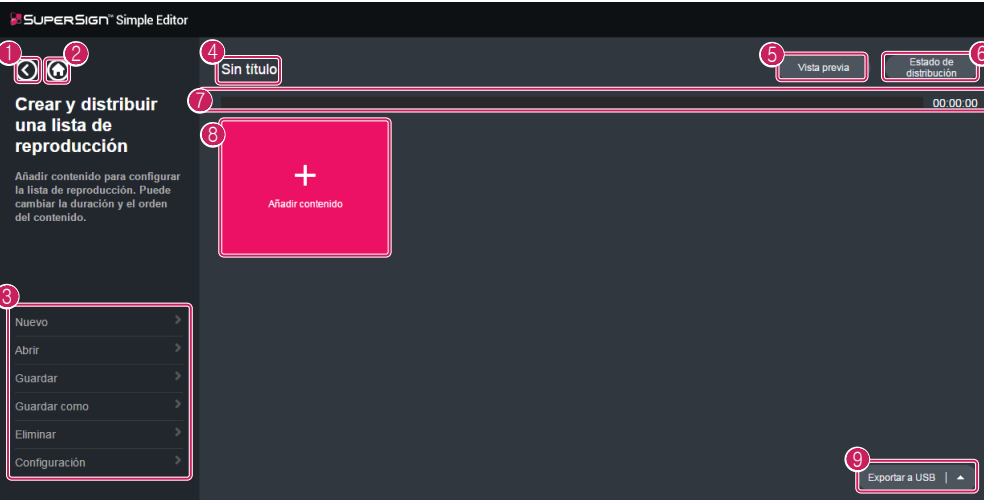 SUPERSIGN™ Simple Editor
1
2
4
Sin título
5
Vista previa
6
Estado de
distribución
7
00:00:00
Crear y distribuir
una lista de
reproducción
Añadir contenido para configurar
la lista de reproducción. Puede
cambiar la duración y el orden
del contenido.
8
+
Añadir contenido
3
Nuevo
Abrir
Guardar
Guardar como
Eliminar
Configuración
9
Exportar a USB